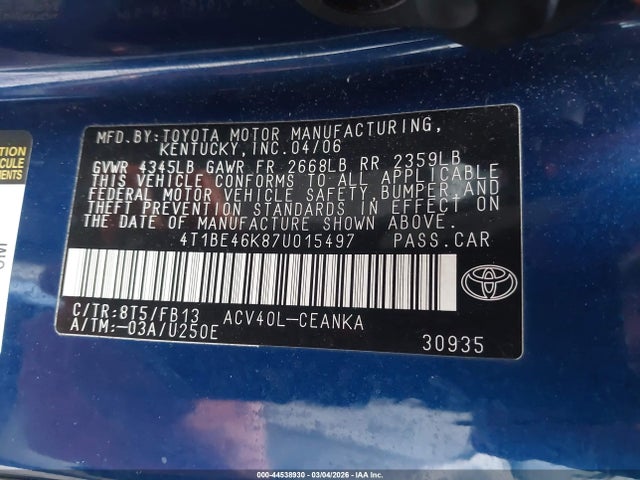 MFD.BY:TOYOTA MOTOR MANUFACTURING,
KENTUCKY, INC. 04/06
GVWR 4345LB GAWR FR 2668LB RR 2359LB
THIS VEHICLE CONFORMS TO ALL APPLICABLE
FEDERAL MOTOR VEHICLE SAFETY, BUMPER AND
THEFT PREVENTION STANDARDS IN EFFECT ON
THE DATE OF MANUFACTURE SHOWN ABOVE.
4T1BE46K87U015497 PASS.CAR
C/TR:8T5/FB13 ACV40L-CEANKA
A/TM:-03A/U250E
30935
TOYOTA
000-44538930 - 03/04/2026 - IAA Inc.